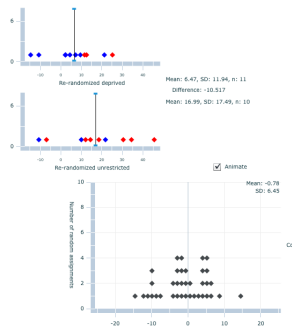 6
0
-10 0 10 20 30 40
Re-randomized deprived
Mean: 6.47, SD: 11.94, n: 11
Difference: -10.517
Mean: 16.99, SD: 17.49, n: 10
6
0
-10 0 10 20 30 40
Re-randomized unrestricted
Animate
Mean: -0.78
SD: 6.45
Number of random assignments
10
8
6
4
2
0
-20 -10 0 10 20
Co